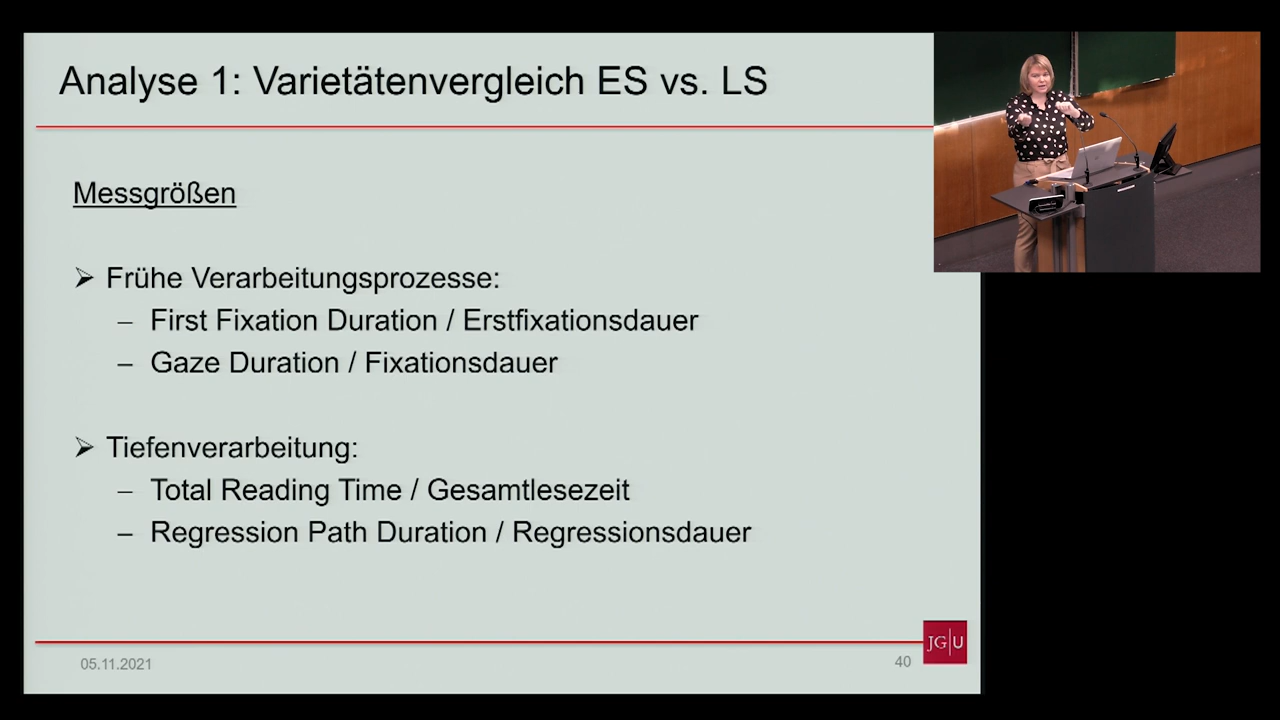 Analyse 1: Varietätenvergleich ES vs. LS
Messgrößen
➢ Frühe Verarbeitungsprozesse:
– First Fixation Duration / Erstfixationsdauer
– Gaze Duration / Fixationsdauer
➢ Tiefenverarbeitung:
– Total Reading Time / Gesamtlesezeit
– Regression Path Duration / Regressionsdauer
05.11.2021
40
JG|U